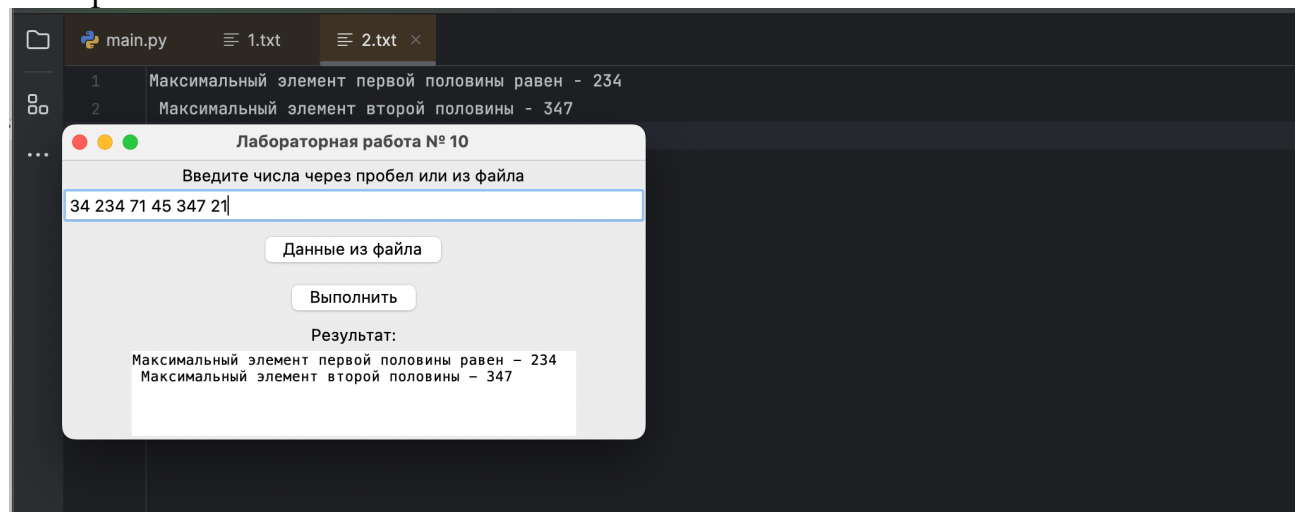 main.py 1.txt 2.txt
1 Максимальный элемент первой половины равен - 234
2 Максимальный элемент второй половины - 347
Лабораторная работа № 10
Введите числа через пробел или из файла
34 234 71 45 347 21
Данные из файла
Выполнить
Результат:
Максимальный элемент первой половины равен – 234
Максимальный элемент второй половины – 347